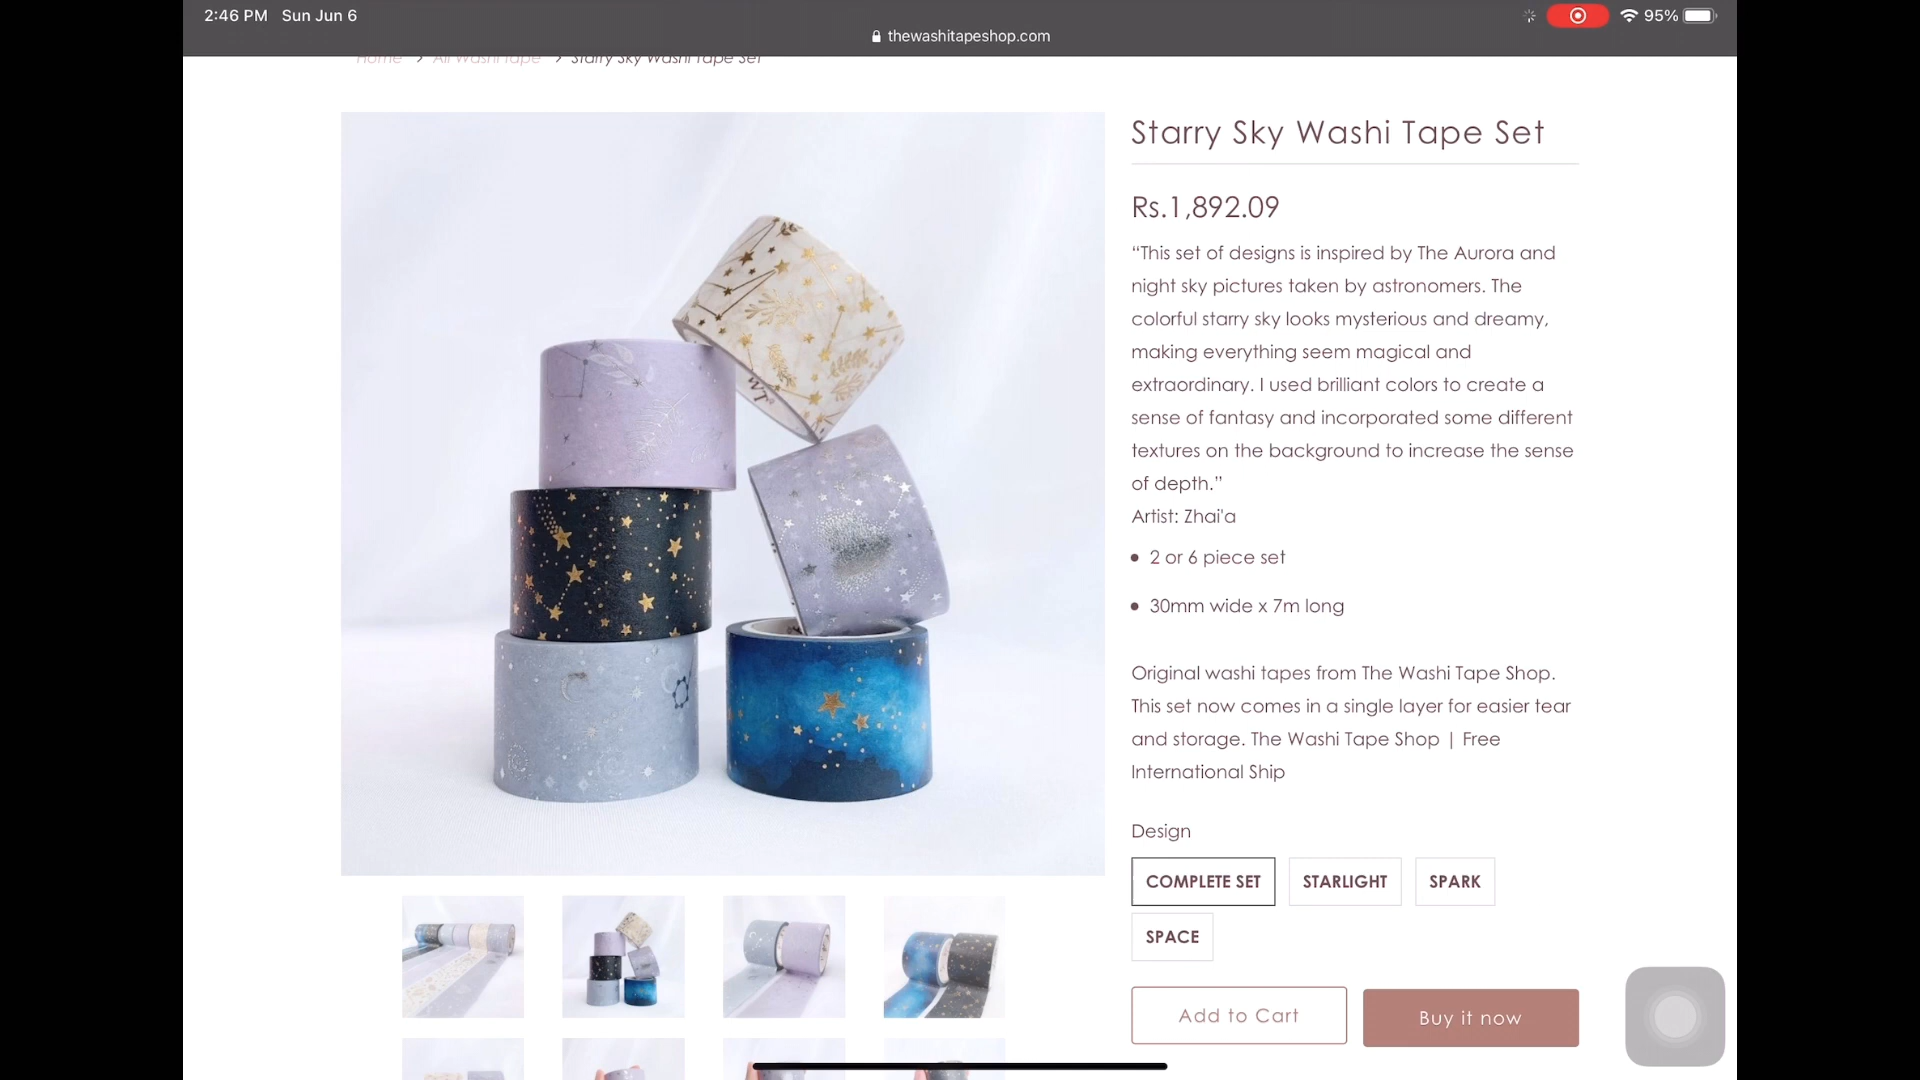 2:46 PM Sun Jun 6
95%
thewashitapeshop.com
Home > All Washi Tape > Starry Sky Washi Tape Set
Starry Sky Washi Tape Set
Rs.1,892.09
“This set of designs is inspired by The Aurora and
night sky pictures taken by astronomers. The
colorful starry sky looks mysterious and dreamy,
making everything seem magical and
extraordinary. I used brilliant colors to create a
sense of fantasy and incorporated some different
textures on the background to increase the sense
of depth.”
Artist: Zhai'a
• 2 or 6 piece set
• 30mm wide x 7m long
Original washi tapes from The Washi Tape Shop.
This set now comes in a single layer for easier tear
and storage. The Washi Tape Shop | Free
International Ship
Design
COMPLETE SET STARLIGHT SPARK
SPACE
Add to Cart Buy it now